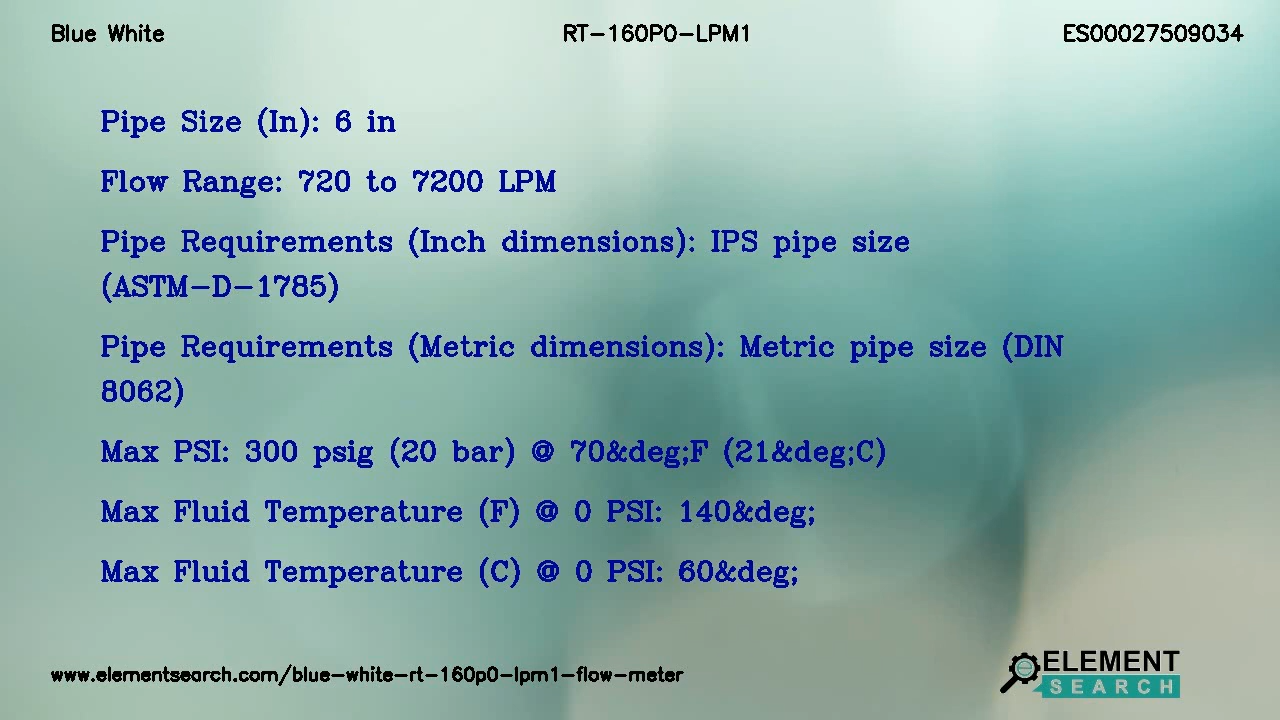 Blue White
RT-160P0-LPM1
ES00027509034
Pipe Size (In): 6 in
Flow Range: 720 to 7200 LPM
Pipe Requirements (Inch dimensions): IPS pipe size
(ASTM-D-1785)
Pipe Requirements (Metric dimensions): Metric pipe size (DIN
8062)
Max PSI: 300 psig (20 bar) @ 70&deg;F (21&deg;C)
Max Fluid Temperature (F) @ 0 PSI: 140&deg;
Max Fluid Temperature (C) @ 0 PSI: 60&deg;
www.elementsearch.com/blue-white-rt-160p0-lpm1-flow-meter
ELEMENT
SEARCH